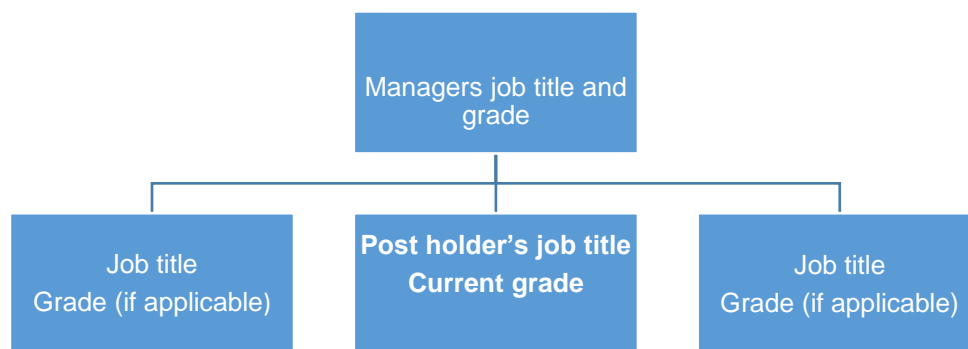 Managers job title and
grade
Job title
Grade (if applicable)
Post holder’s job title
Current grade
Job title
Grade (if applicable)